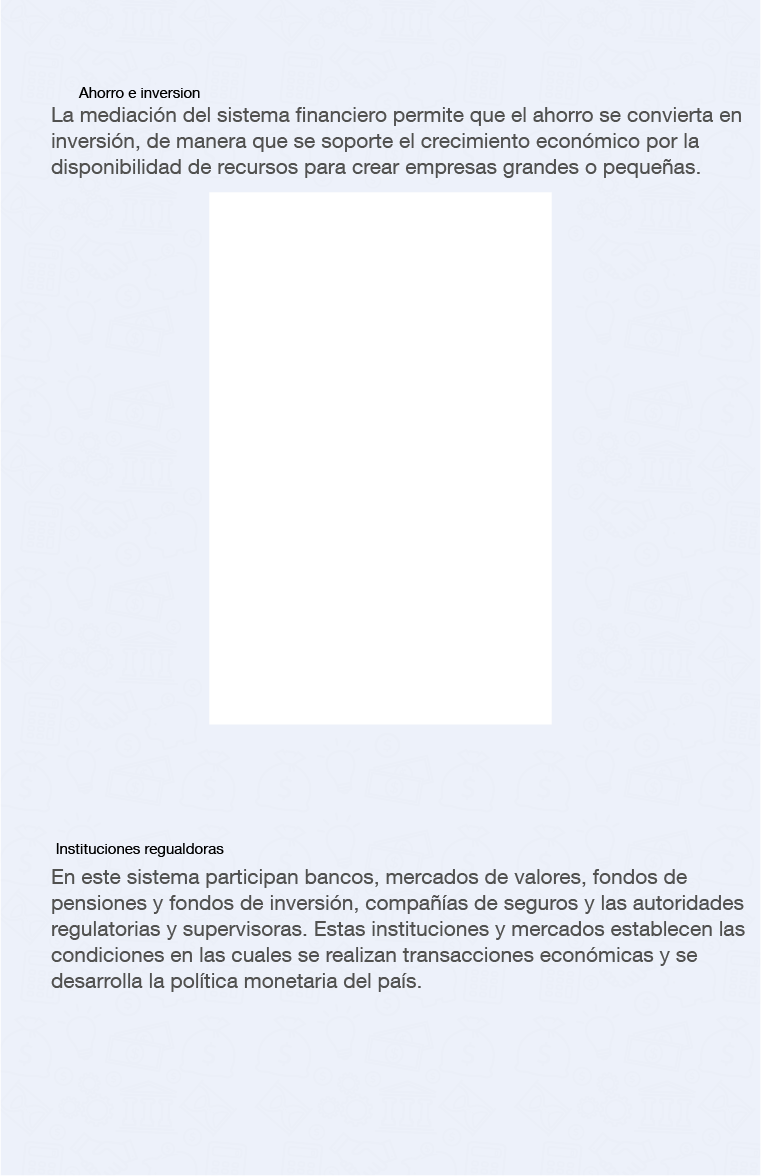 Ahorro e inversion
La mediación del sistema financiero permite que el ahorro se convierta en
inversión, de manera que se soporte el crecimiento económico por la
disponibilidad de recursos para crear empresas grandes o pequeñas.
Instituciones regualdoras
En este sistema participan bancos, mercados de valores, fondos de
pensiones y fondos de inversión, compañías de seguros y las autoridades
regulatorias y supervisoras. Estas instituciones y mercados establecen las
condiciones en las cuales se realizan transacciones económicas y se
desarrolla la política monetaria del país.